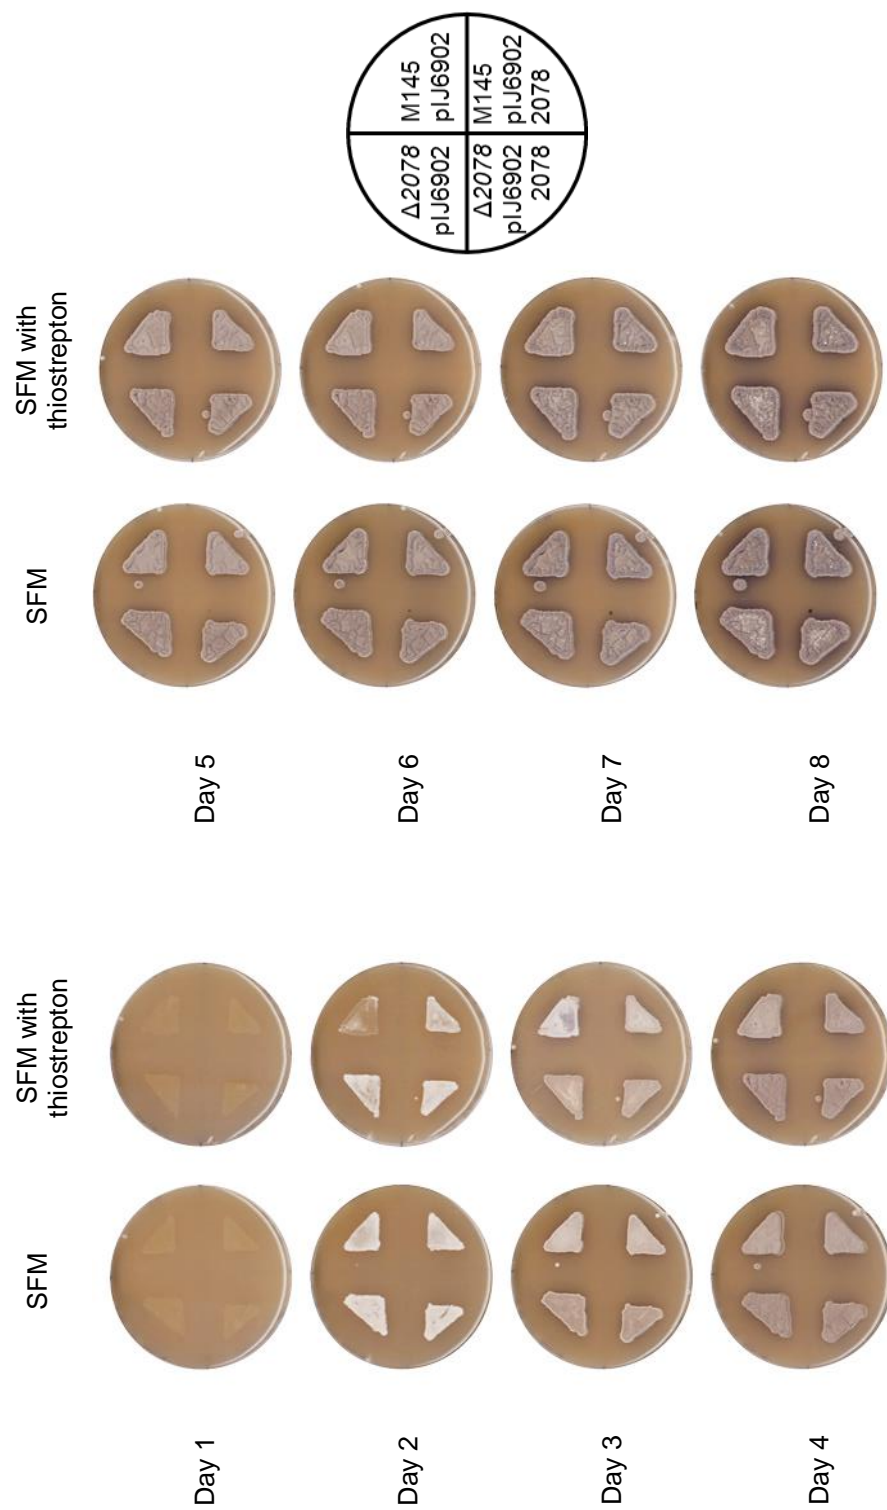 SFM
SFM with
thiostrepton
Day 1
Day 2
Day 3
Day 4
SFM
SFM with
thiostrepton
Day 5
Day 6
Day 7
Day 8
Δ2078
pIJ6902
M145
pIJ6902
Δ2078
pIJ6902
2078
M145
pIJ6902
2078